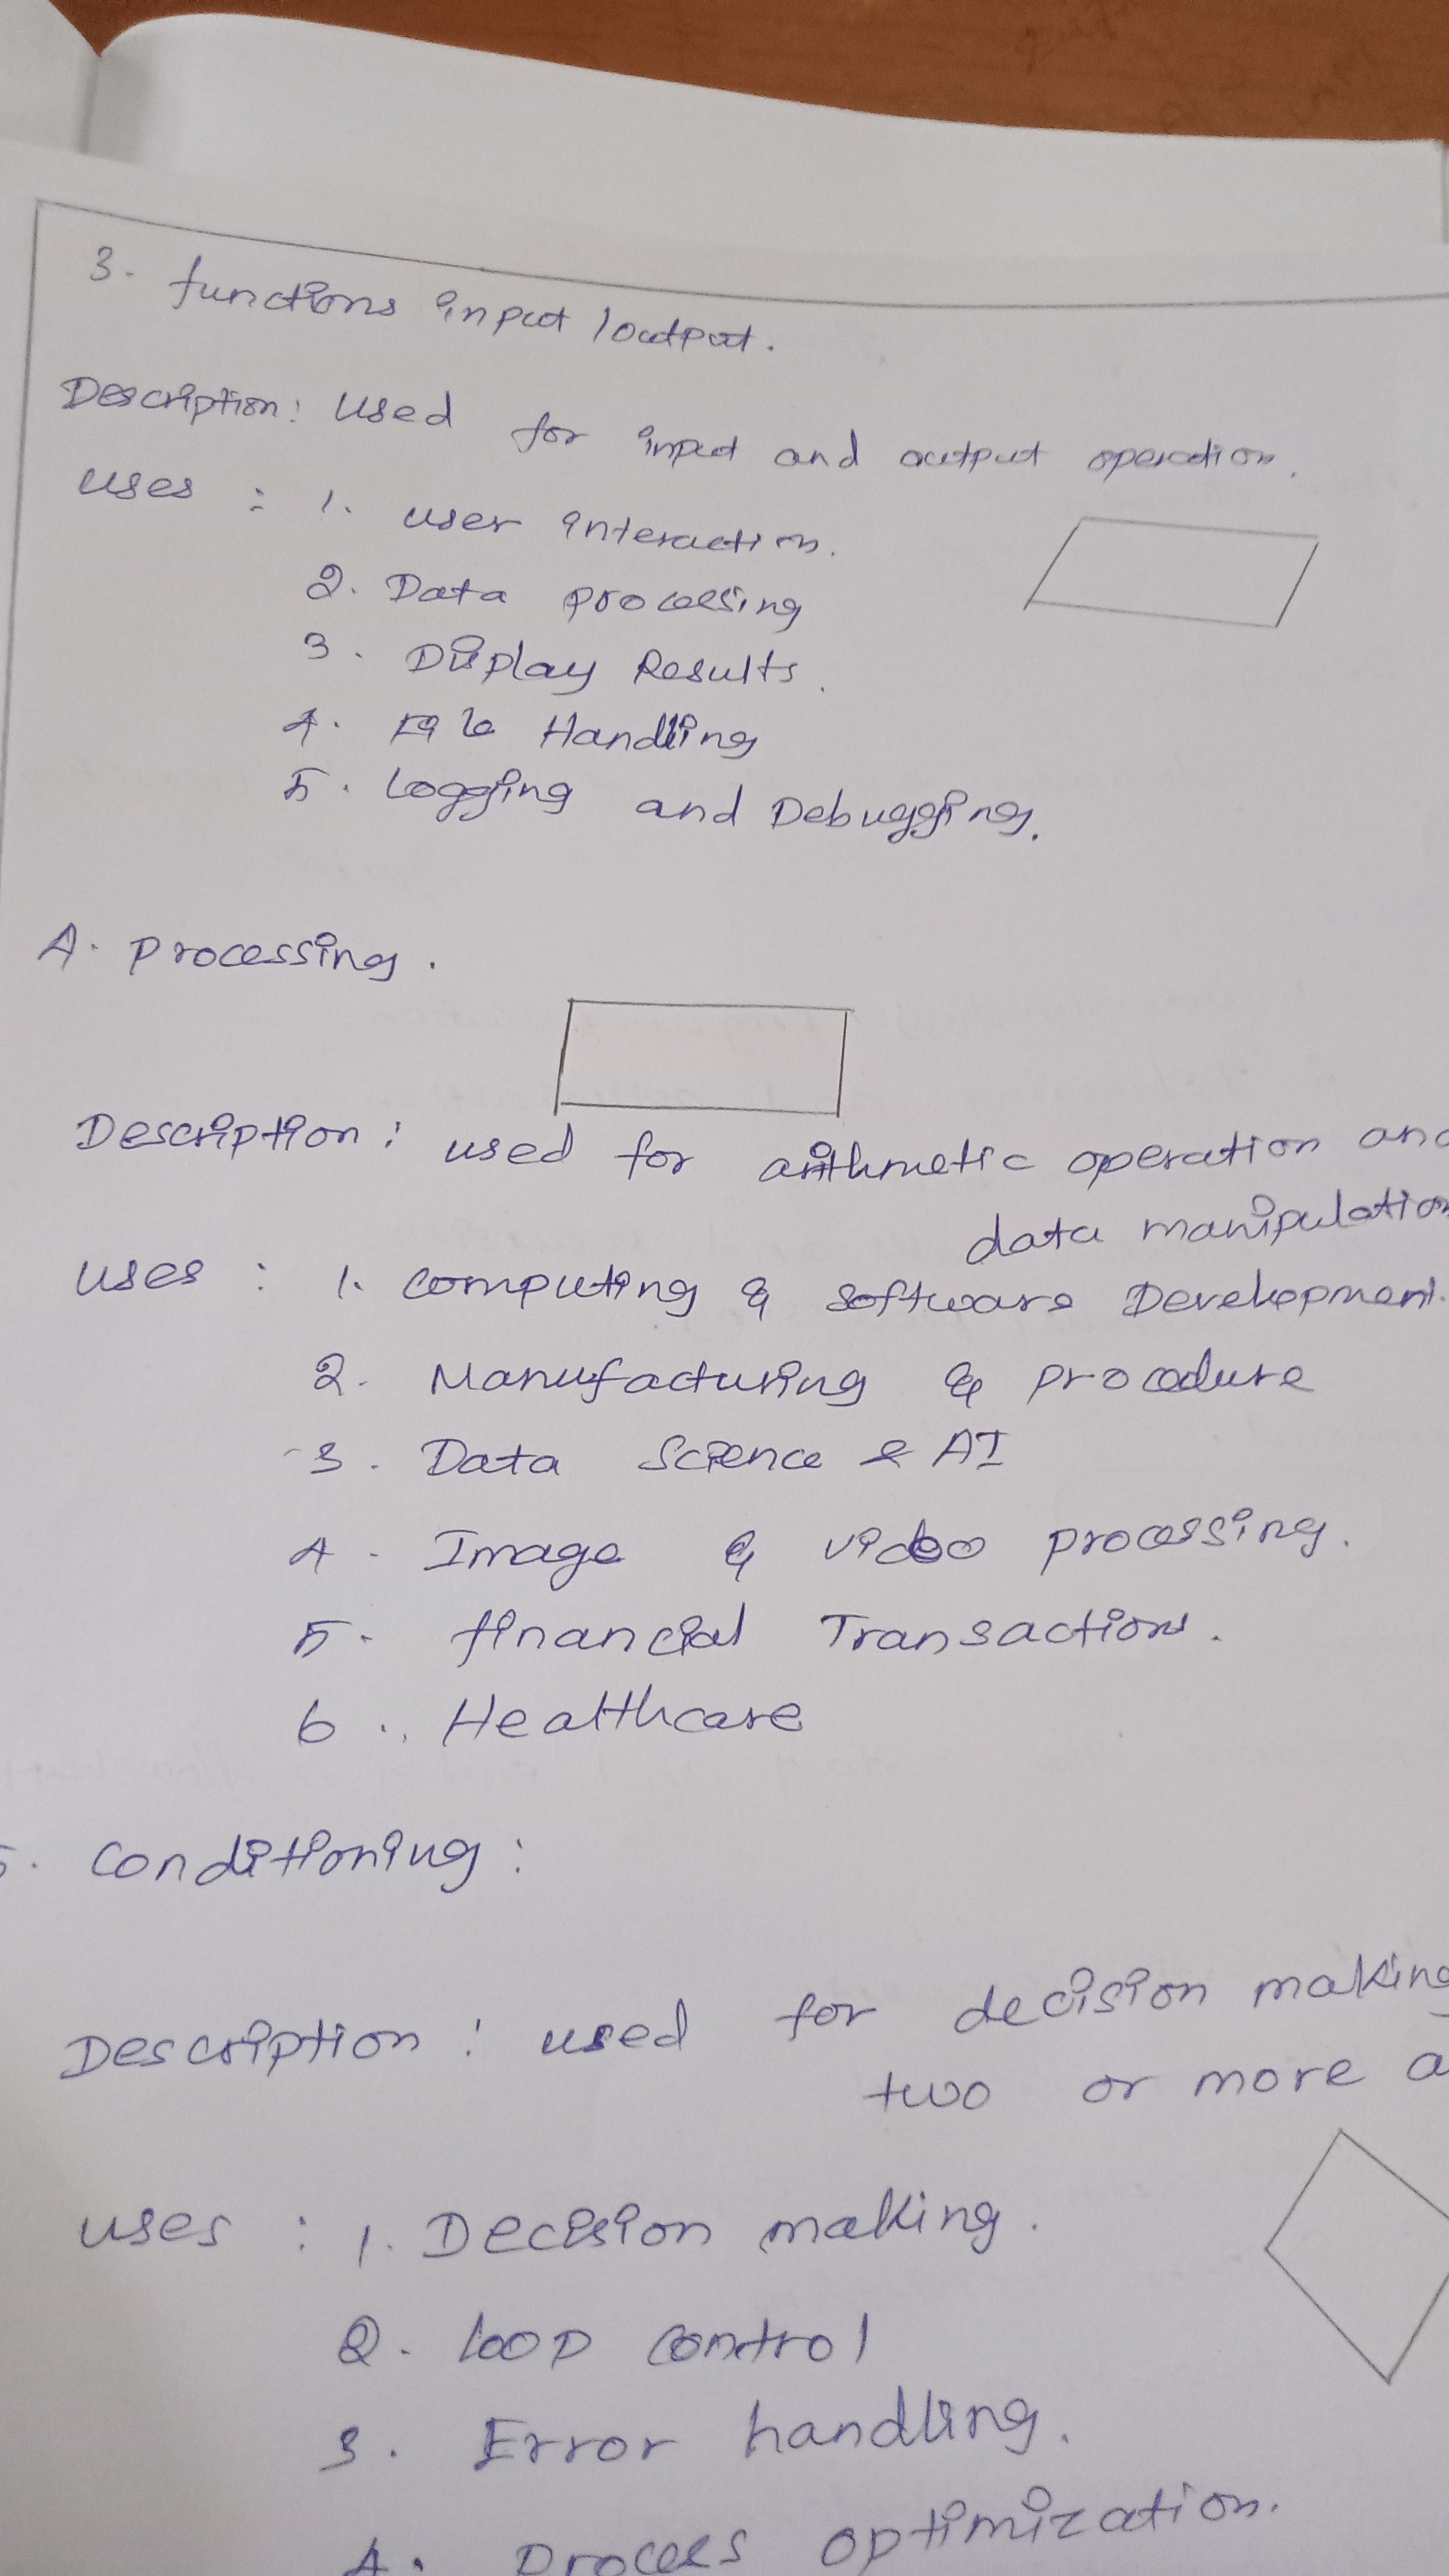 3. functions input / output.
Description: Used for input and output operation.
uses : 1. user interaction.
2. Data processing
3. Display Results.
4. File Handling
5. Logging and Debugging.
4. processing.
Description: used for arithmetic operation and
data manipulation
uses : 1. computing & software Development.
2. Manufacturing & procedure
3. Data Science & AI
4. Image & video processing.
5. financial Transactions.
6. Healthcare
5. conditioning:
Description: used for decision making
two or more a
uses : 1. Decision making.
2. loop control
3. Error handling.
4. Process optimization.